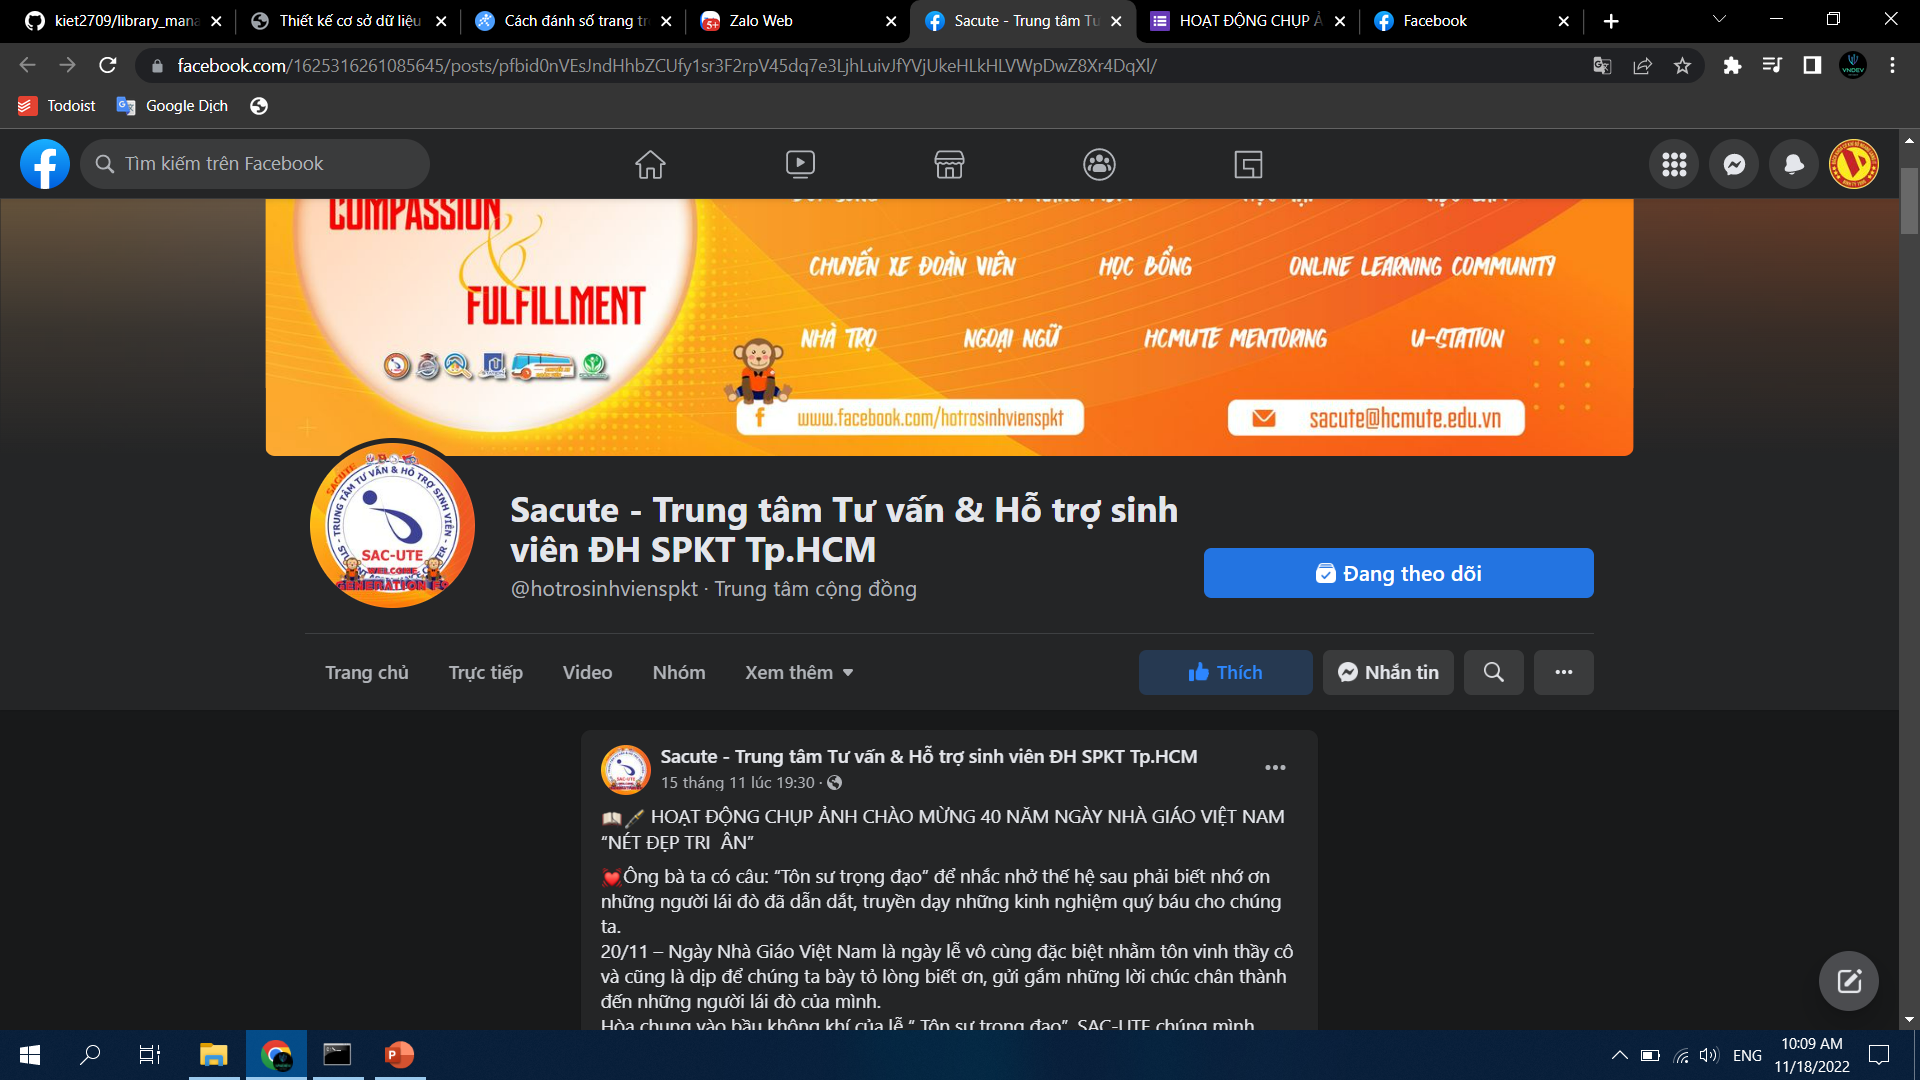 kiet2709/library_mana
Thiết kế cơ sở dữ liệu
Cách đánh số trang tr
Zalo Web
Sacute - Trung tâm Tu
HOẠT ĐỘNG CHỤP Ả
Facebook
facebook.com/1625316261085645/posts/pfbid0nVEsJndHhbZCUfy1sr3F2rpV45dq7e3LjhLuivJfYVjUkeHLkHLVWpDwZ8Xr4DqXl/
Todoist
Google Dịch
Tìm kiếm trên Facebook
COMPASSION
&
FULFILLMENT
CHUYẾN XE ĐOÀN VIÊN
HỌC BỔNG
ONLINE LEARNING COMMUNITY
NHÀ TRỌ
NGOẠI NGỮ
HCMUTE MENTORING
U-STATION
www.facebook.com/hotrosinhvienspkt
sacute@hcmute.edu.vn
SAC-UTE
WELCOME
Sacute - Trung tâm Tư vấn & Hỗ trợ sinh
viên ĐH SPKT Tp.HCM
@hotrosinhvienspkt · Trung tâm cộng đồng
Đang theo dõi
Trang chủ
Trực tiếp
Video
Nhóm
Xem thêm
Thích
Nhắn tin
Sacute - Trung tâm Tư vấn & Hỗ trợ sinh viên ĐH SPKT Tp.HCM
15 tháng 11 lúc 19:30 ·
HOẠT ĐỘNG CHỤP ẢNH CHÀO MỪNG 40 NĂM NGÀY NHÀ GIÁO VIỆT NAM
“NÉT ĐẸP TRI  ÂN”
Ông bà ta có câu: “Tôn sư trọng đạo” để nhắc nhở thế hệ sau phải biết nhớ ơn
những người lái đò đã dẫn dắt, truyền dạy những kinh nghiệm quý báu cho chúng
ta.
20/11 – Ngày Nhà Giáo Việt Nam là ngày lễ vô cùng đặc biệt nhằm tôn vinh thầy cô
và cũng là dịp để chúng ta bày tỏ lòng biết ơn, gửi gắm những lời chúc chân thành
đến những người lái đò của mình.
Hòa chung vào bầu không khí của lễ “ Tôn sư trọng đạo”, SAC-UTE chúng mình
ENG
10:09 AM
11/18/2022